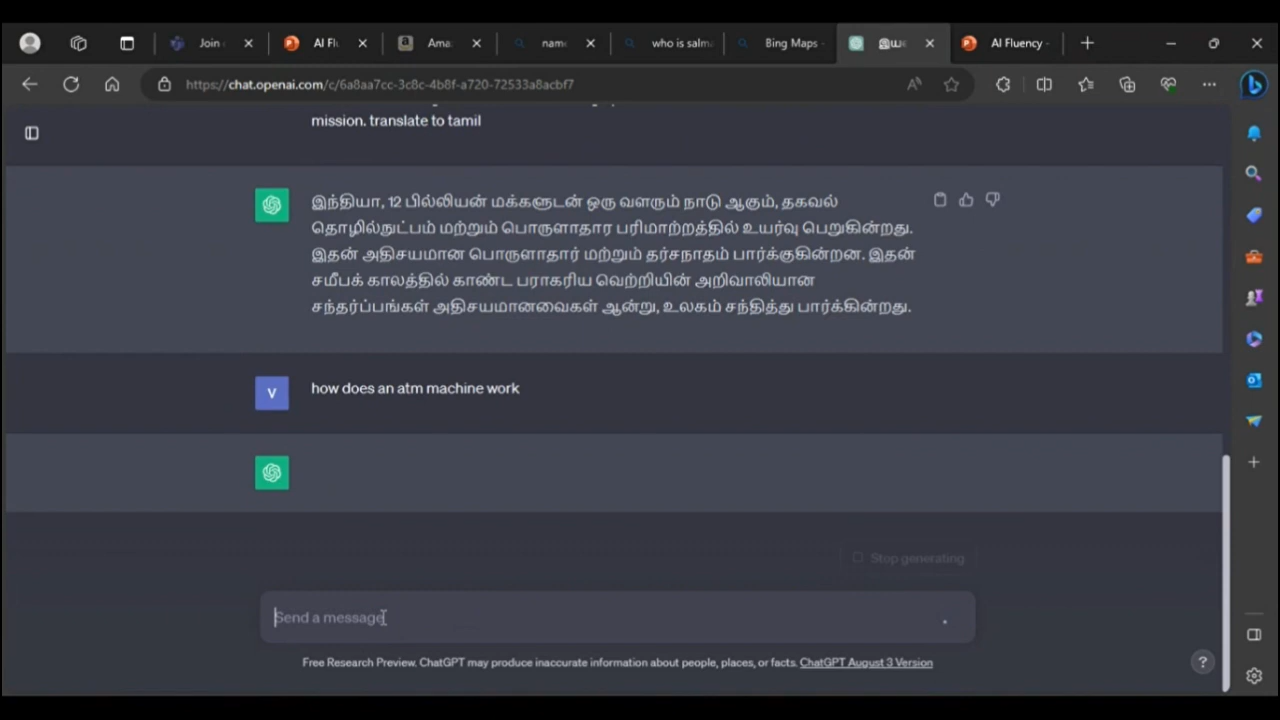 Join
AI Fl
Ama
nam
who is salm
Bing Maps
இய
AI Fluency
https://chat.openai.com/c/6a8aa7cc-3c8c-4b8f-a720-72533a8acbf7
mission. translate to tamil
இந்தியா, 12 பில்லியன் மக்களுடன் ஒரு வளரும் நாடு ஆகும், தகவல்
தொழில்நுட்பம் மற்றும் பொருளாதார பரிமாற்றத்தில் உயர்வு பெறுகின்றது.
இதன் அதிசயமான பொருளாதார் மற்றும் தர்சநாதம் பார்க்குகின்றன. இதன்
சமீபக் காலத்தில் காண்ட பராகரிய வெற்றியின் அறிவாலியான
சந்தர்ப்பங்கள் அதிசயமானவைகள் ஆன்று, உலகம் சந்தித்து பார்க்கின்றது.
V
how does an atm machine work
Stop generating
Send a message
Free Research Preview. ChatGPT may produce inaccurate information about people, places, or facts. ChatGPT August 3 Version
?